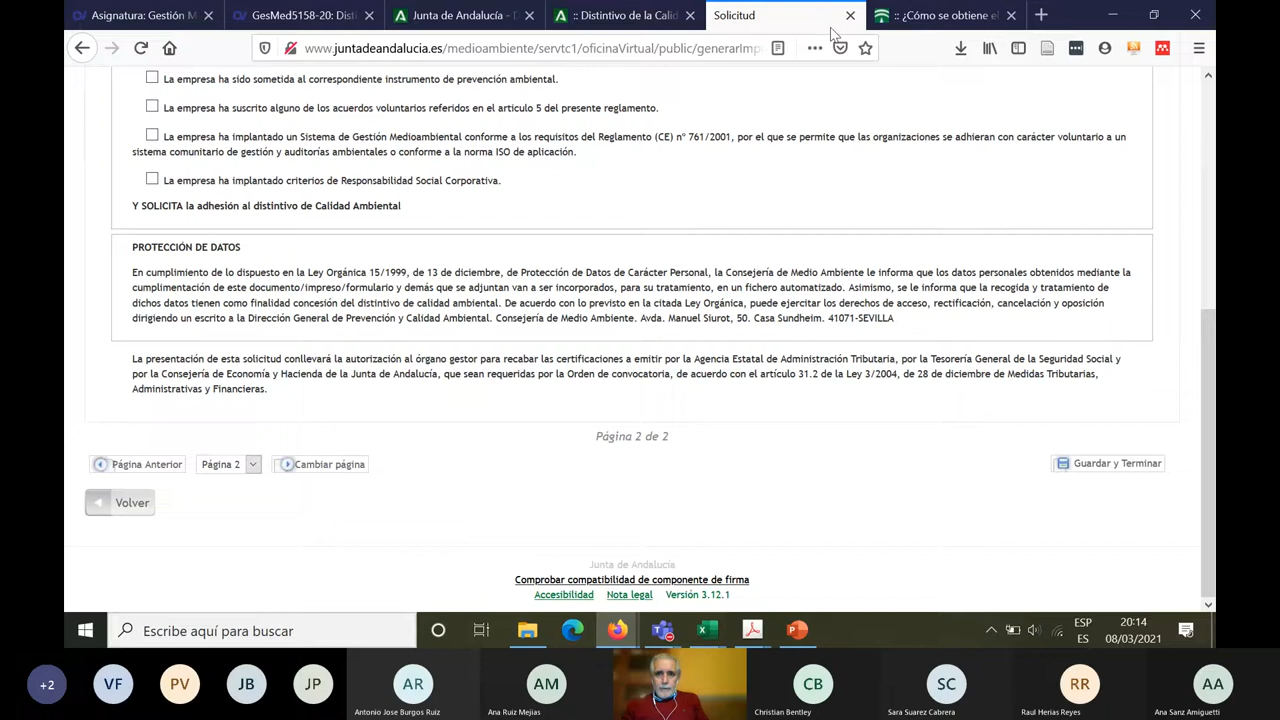 Asignatura: Gestión M
GesMed5158-20: Disti
Junta de Andalucía - D
:: Distintivo de la Calid
Solicitud
:: ¿Cómo se obtiene el
www.juntadeandalucia.es/medioambiente/servtc1/oficinaVirtual/public/generarImp
La empresa ha sido sometida al correspondiente instrumento de prevención ambiental.
La empresa ha suscrito alguno de los acuerdos voluntarios referidos en el articulo 5 del presente reglamento.
La empresa ha implantado un Sistema de Gestión Medioambiental conforme a los requisitos del Reglamento (CE) nº 761/2001, por el que se permite que las organizaciones se adhieran con carácter voluntario a un
sistema comunitario de gestión y auditorías ambientales o conforme a la norma ISO de aplicación.
La empresa ha implantado criterios de Responsabilidad Social Corporativa.
Y SOLICITA la adhesión al distintivo de Calidad Ambiental
PROTECCIÓN DE DATOS
En cumplimiento de lo dispuesto en la Ley Orgánica 15/1999, de 13 de diciembre, de Protección de Datos de Carácter Personal, la Consejería de Medio Ambiente le informa que los datos personales obtenidos mediante la
cumplimentación de este documento/impreso/formulario y demás que se adjuntan van a ser incorporados, para su tratamiento, en un fichero automatizado. Asimismo, se le informa que la recogida y tratamiento de
dichos datos tienen como finalidad concesión del distintivo de calidad ambiental. De acuerdo con lo previsto en la citada Ley Orgánica, puede ejercitar los derechos de acceso, rectificación, cancelación y oposición
dirigiendo un escrito a la Dirección General de Prevención y Calidad Ambiental. Consejería de Medio Ambiente. Avda. Manuel Siurot, 50. Casa Sundheim. 41071-SEVILLA
La presentación de esta solicitud conllevará la autorización al órgano gestor para recabar las certificaciones a emitir por la Agencia Estatal de Administración Tributaria, por la Tesorería General de la Seguridad Social y
por la Consejería de Economía y Hacienda de la Junta de Andalucía, que sean requeridas por la Orden de convocatoria, de acuerdo con el artículo 31.2 de la Ley 3/2004, de 28 de diciembre de Medidas Tributarias,
Administrativas y Financieras.
Página 2 de 2
Página Anterior
Página 2
Cambiar página
Guardar y Terminar
Volver
Junta de Andalucía
Comprobar compatibilidad de componente de firma
Accesibilidad Nota legal Versión 3.12.1
Escribe aquí para buscar
ESP
ES
20:14
08/03/2021
+2
VF
PV
JB
JP
AR
Antonio Jose Burgos Ruiz
AM
Ana Ruiz Mejias
CB
Christian Bentley
SC
Sara Suarez Cabrera
RR
Raul Herias Reyes
AA
Ana Sanz Amiguetti